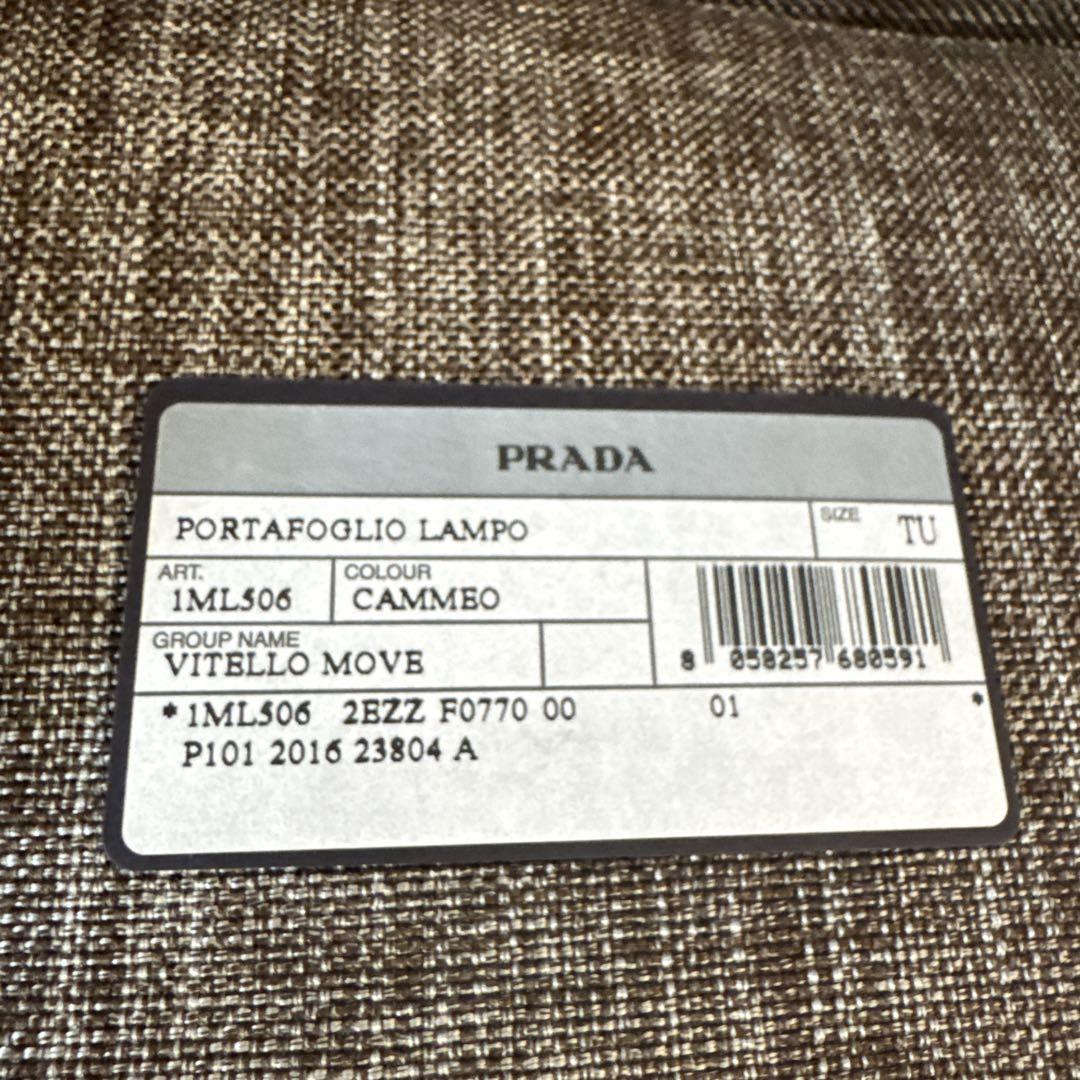 PRADA
PORTAFOGLIO LAMPO
SIZE TU
ART. 1ML506
COLOUR CAMMEO
GROUP NAME
VITELLO MOVE
8 058257 680591
*1ML506 2EZZ F0770 00 01 *
P101 2016 23804 A